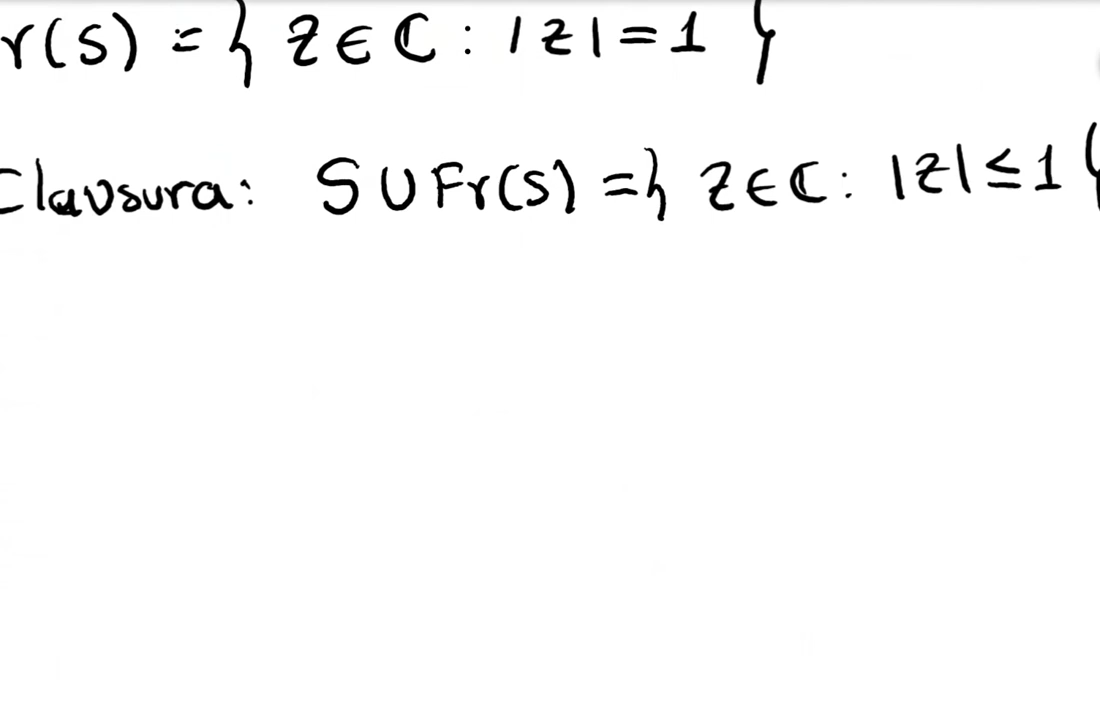 r(S) = { Z ∈ ℂ : |z| = 1 }
Clausura: S ∪ Fr(S) = { Z ∈ ℂ : |z| ≤ 1 }